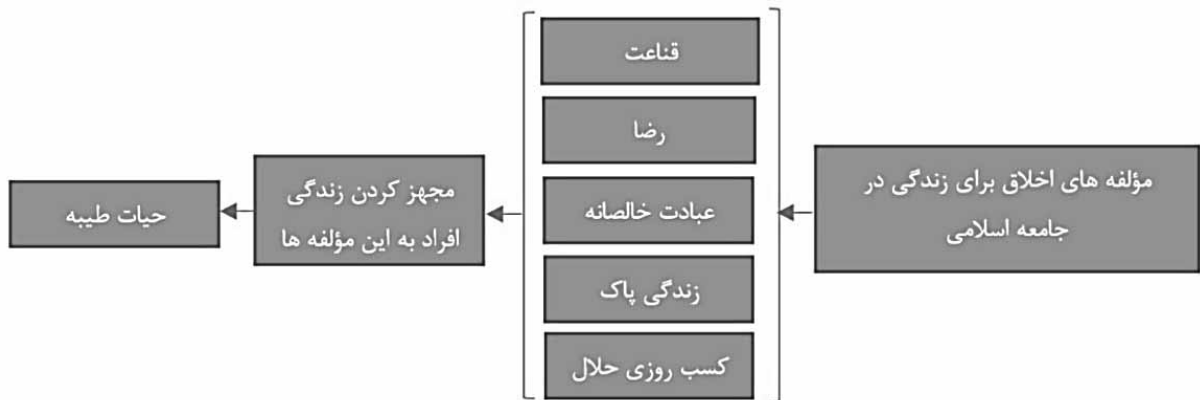 مؤلفه های اخلاق برای زندگی در
جامعه اسلامی
قناعت
رضا
عبادت خالصانه
زندگی پاک
کسب روزی حلال
مجهز کردن زندگی
افراد به این مؤلفه ها
حیات طیبه